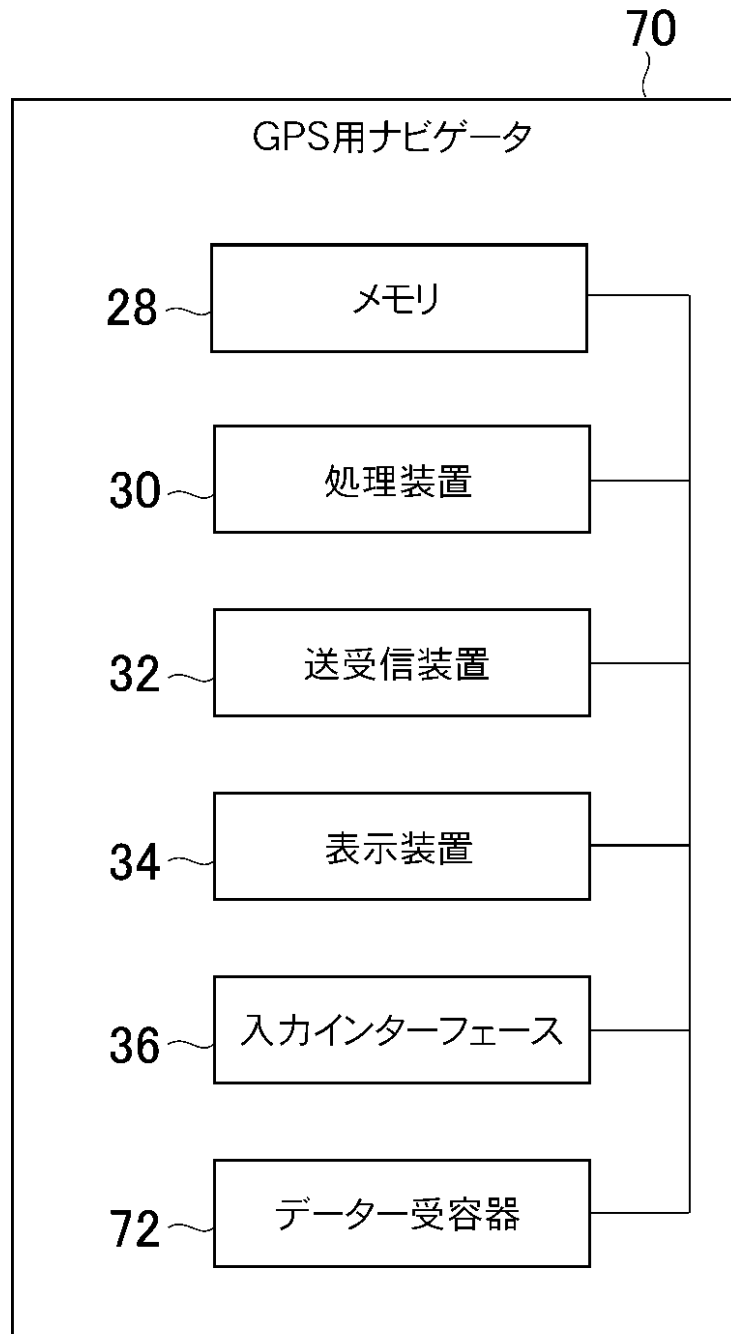 70
GPS用ナビゲータ
28 メモリ
30 処理装置
32 送受信装置
34 表示装置
36 入力インターフェース
72 データー受容器